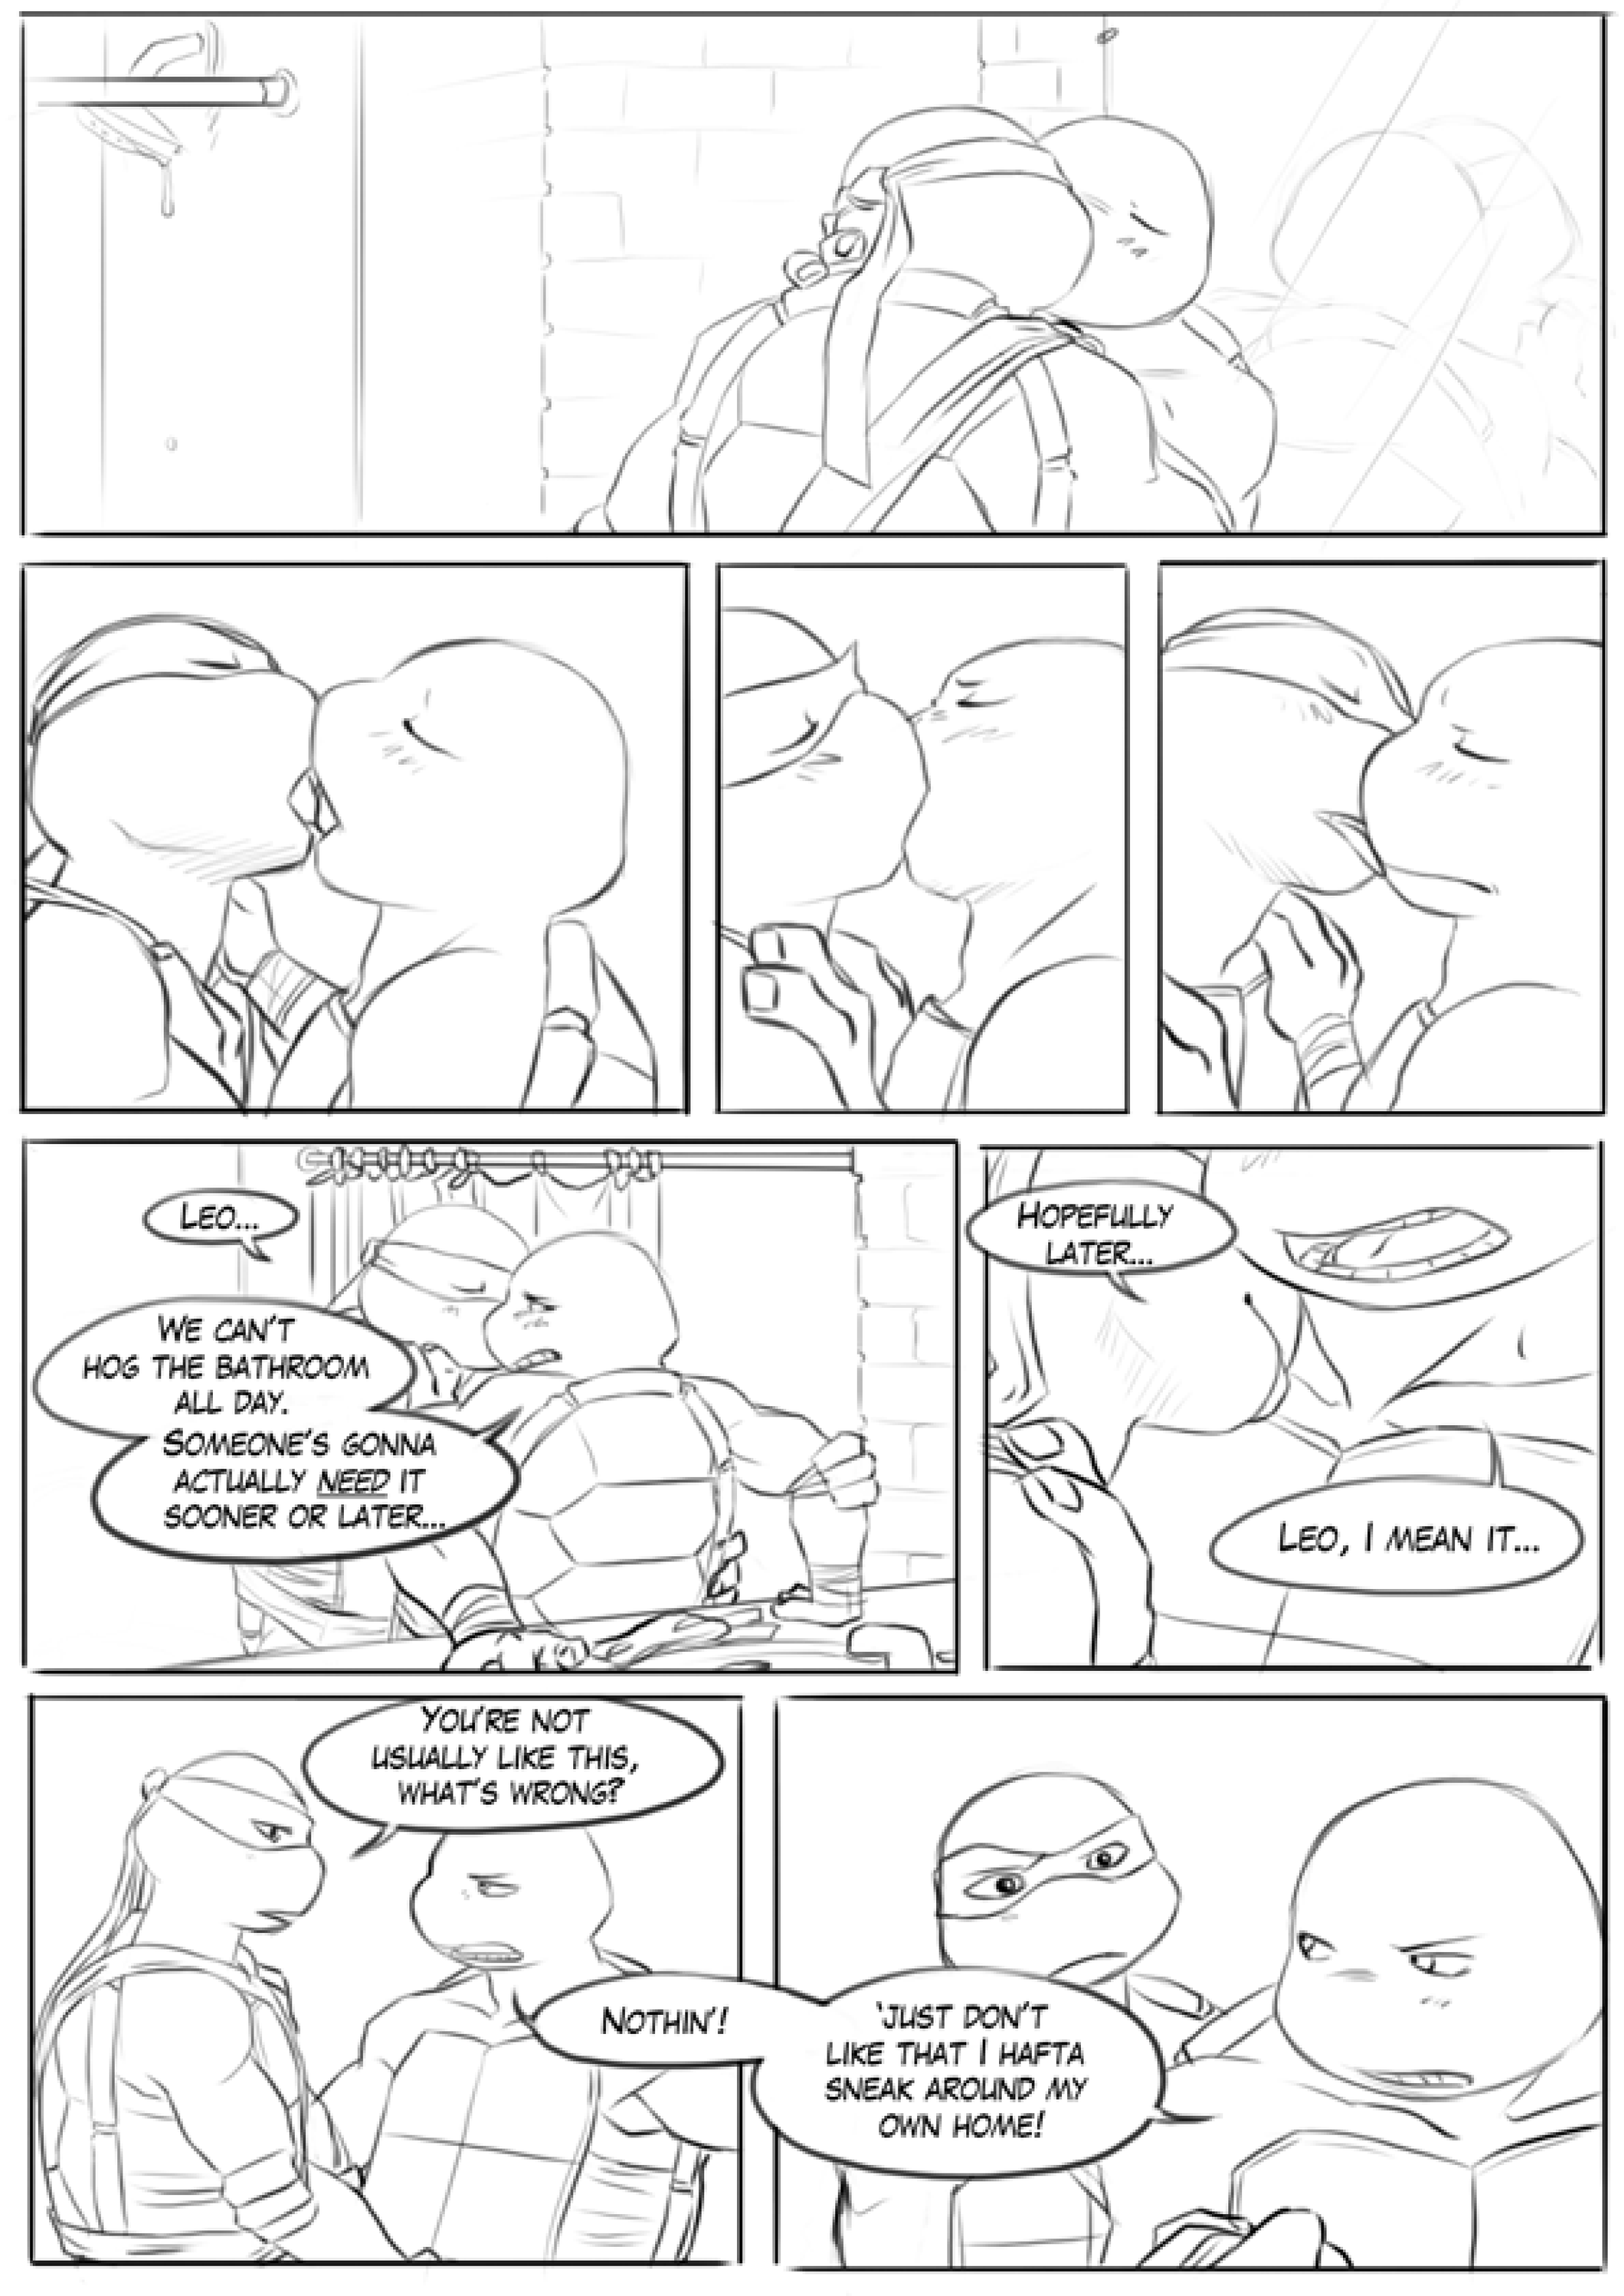 LEO...
WE CAN'T
HOG THE BATHROOM
ALL DAY.
SOMEONE'S GONNA
ACTUALLY NEED IT
SOONER OR LATER...
HOPEFULLY
LATER...
LEO, I MEAN IT...
YOU'RE NOT
USUALLY LIKE THIS,
WHAT'S WRONG?
NOTHIN'!
'JUST DON'T
LIKE THAT I HAFTA
SNEAK AROUND MY
OWN HOME!